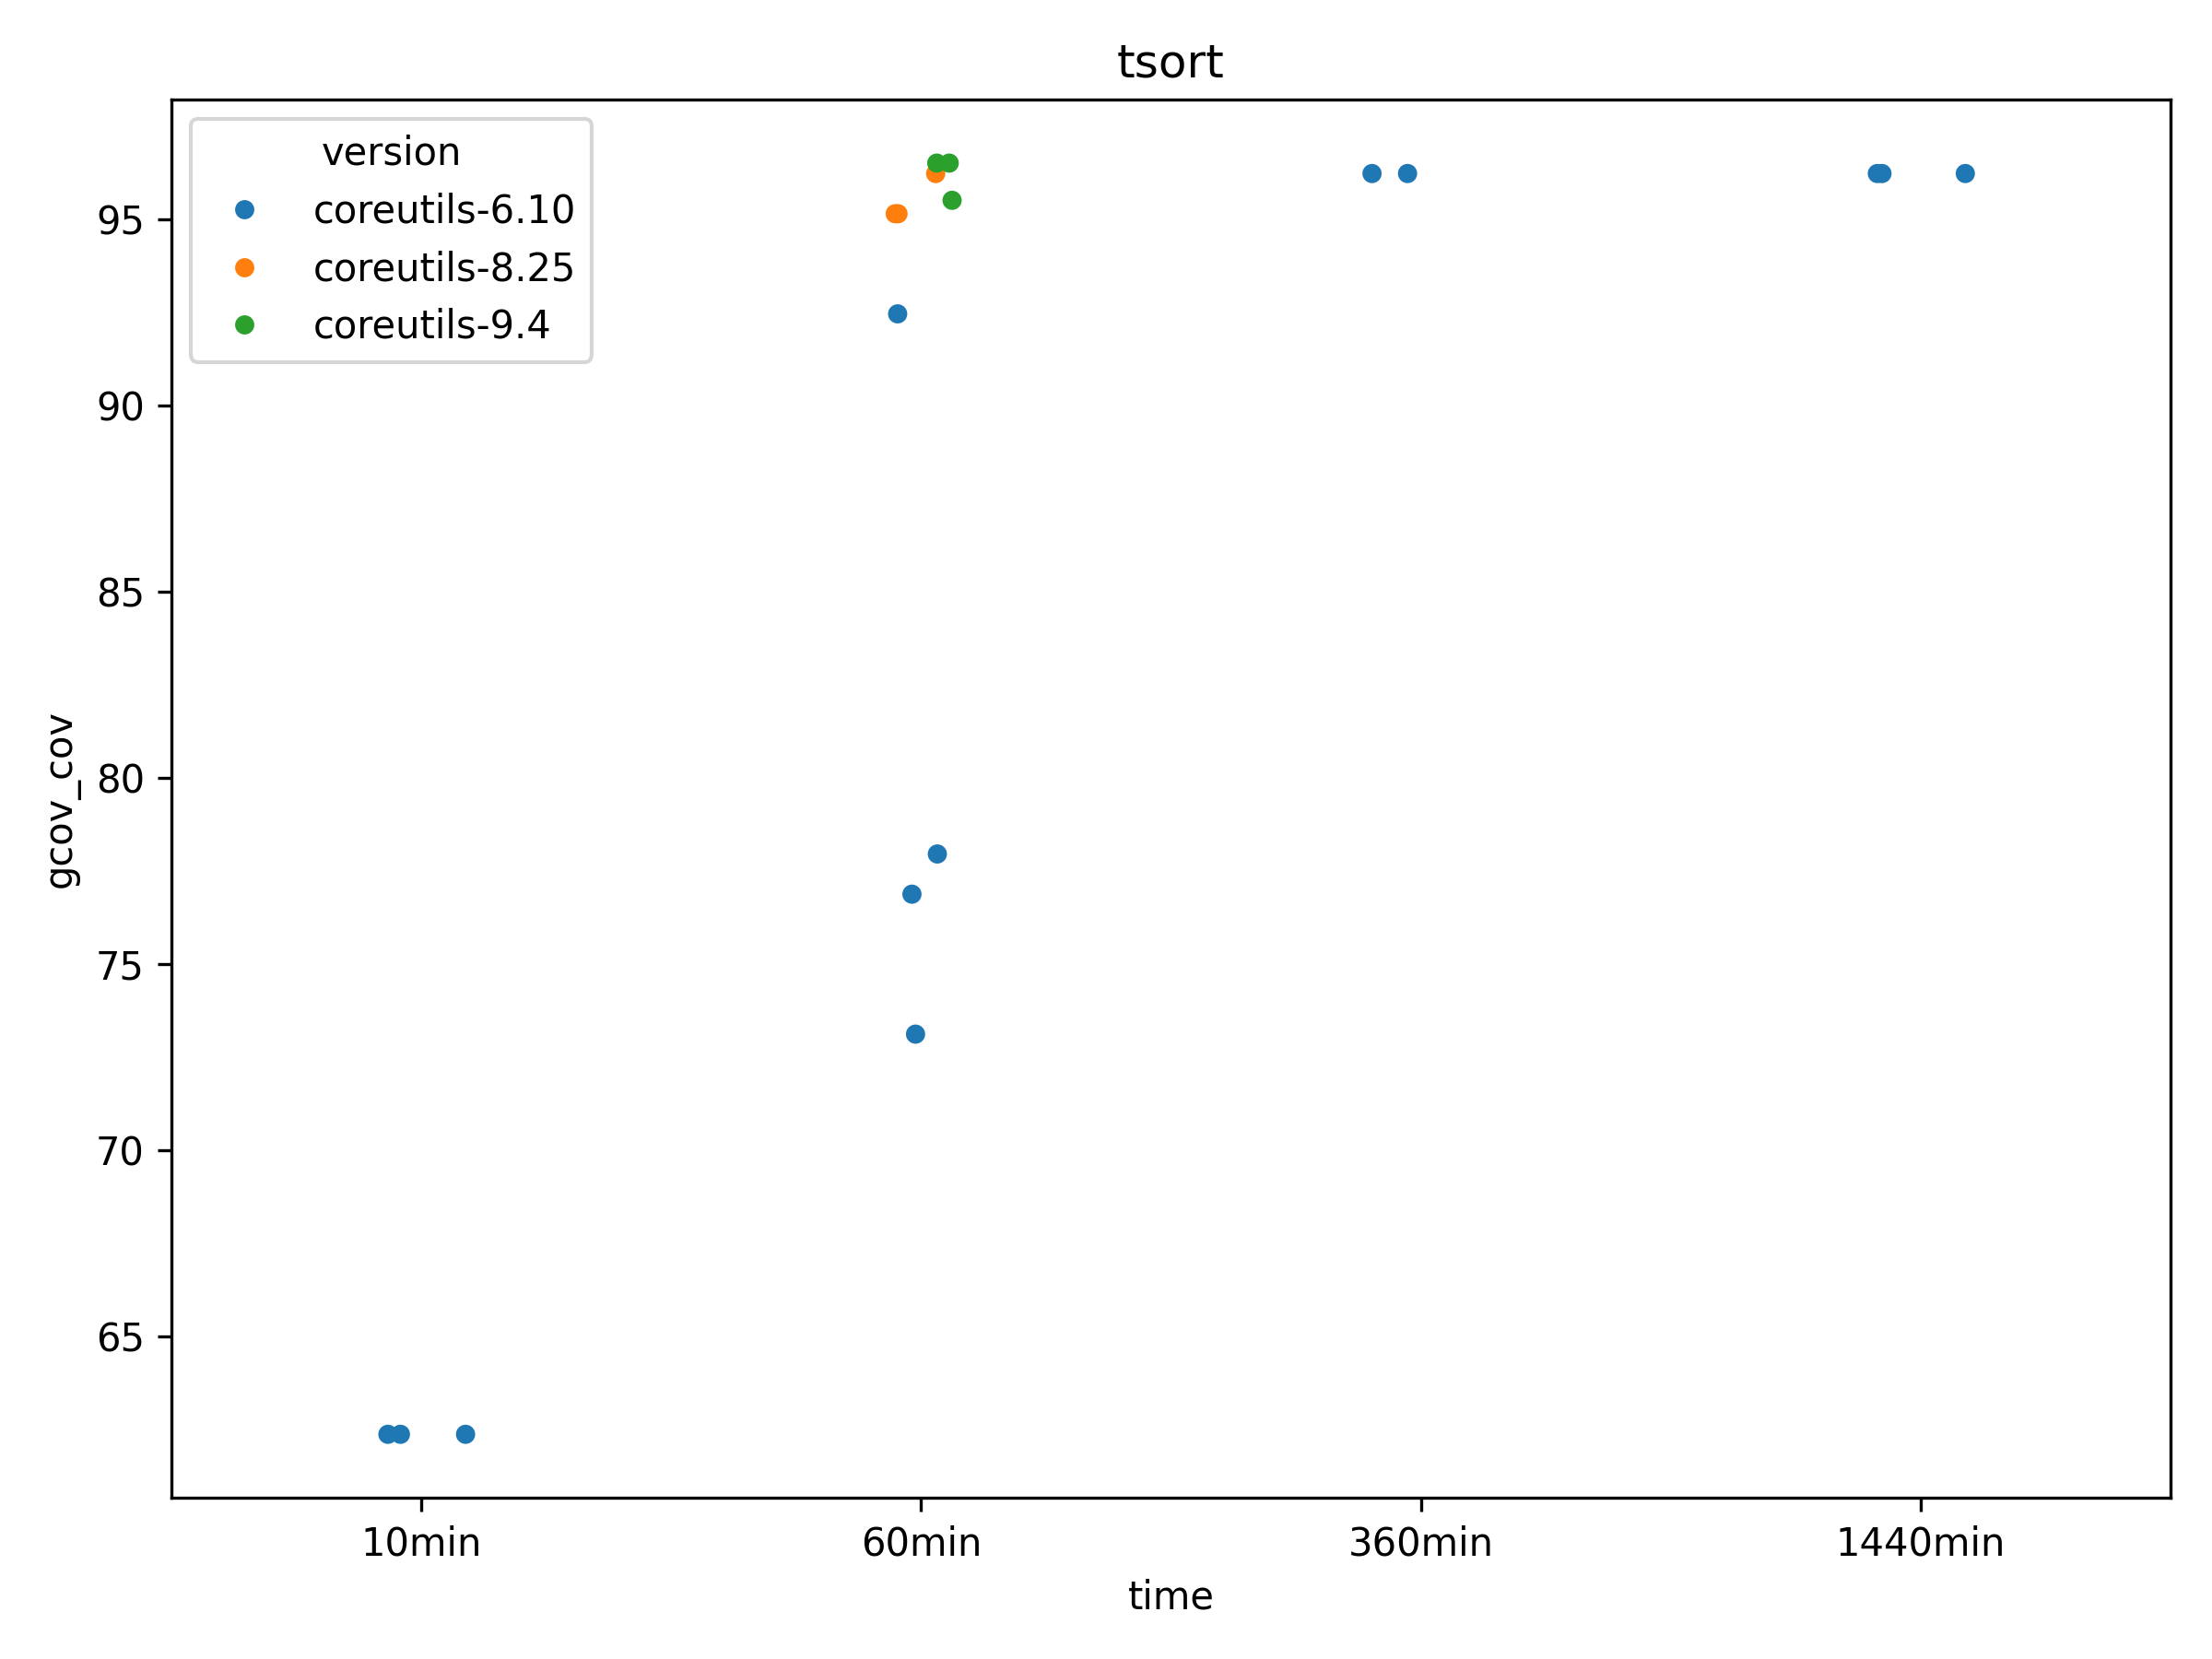 tsort
version
coreutils-6.10
coreutils-8.25
coreutils-9.4
gcov_cov
95
90
85
80
75
70
65
10min
60min
360min
1440min
time